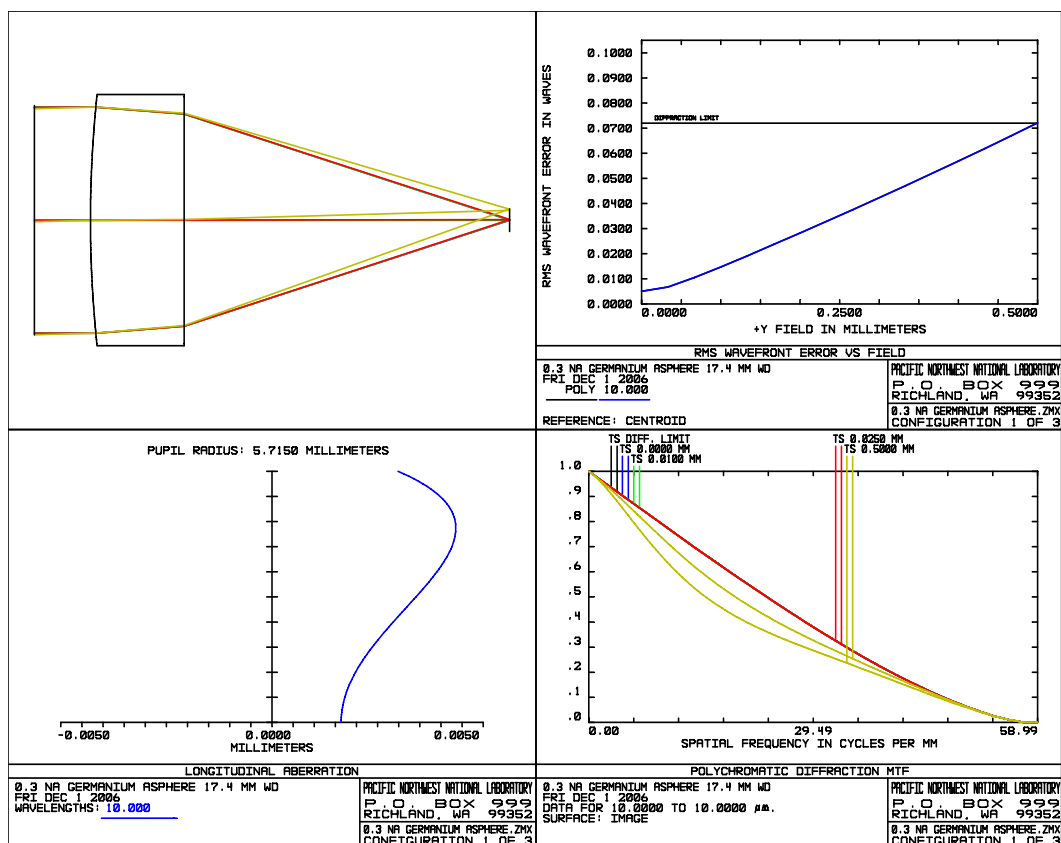 RMS WAVEFRONT ERROR IN WAVES
0.1000
0.0900
0.0800
0.0700
0.0600
0.0500
0.0400
0.0300
0.0200
0.0100
0.0000
DIFFRACTION LIMIT
0.0000 0.2500 0.5000
+Y FIELD IN MILLIMETERS
RMS WAVEFRONT ERROR VS FIELD
0.3 NA GERMANIUM ASPHERE 17.4 MM WD
FRI DEC 1 2006
POLY 10.000
REFERENCE: CENTROID
PACIFIC NORTHWEST NATIONAL LABORATORY
P.O. BOX 999
RICHLAND, WA 99352
0.3 NA GERMANIUM ASPHERE.ZMX
CONFIGURATION 1 OF 3
PUPIL RADIUS: 5.7150 MILLIMETERS
-0.0050 0.0000 0.0050
MILLIMETERS
LONGITUDINAL ABERRATION
0.3 NA GERMANIUM ASPHERE 17.4 MM WD
FRI DEC 1 2006
WAVELENGTHS: 10.000
PACIFIC NORTHWEST NATIONAL LABORATORY
P.O. BOX 999
RICHLAND, WA 99352
0.3 NA GERMANIUM ASPHERE.ZMX
CONFIGURATION 1 OF 3
TS DIFF. LIMIT
TS 0.0000 MM
TS 0.0100 MM
TS 0.0250 MM
TS 0.5000 MM
1.0
.9
.8
.7
.6
.5
.4
.3
.2
.1
.0
0.00 29.49 58.99
SPATIAL FREQUENCY IN CYCLES PER MM
POLYCHROMATIC DIFFRACTION MTF
0.3 NA GERMANIUM ASPHERE 17.4 MM WD
FRI DEC 1 2006
DATA FOR 10.0000 TO 10.0000 µm.
SURFACE: IMAGE
PACIFIC NORTHWEST NATIONAL LABORATORY
P.O. BOX 999
RICHLAND, WA 99352
0.3 NA GERMANIUM ASPHERE.ZMX
CONFIGURATION 1 OF 3